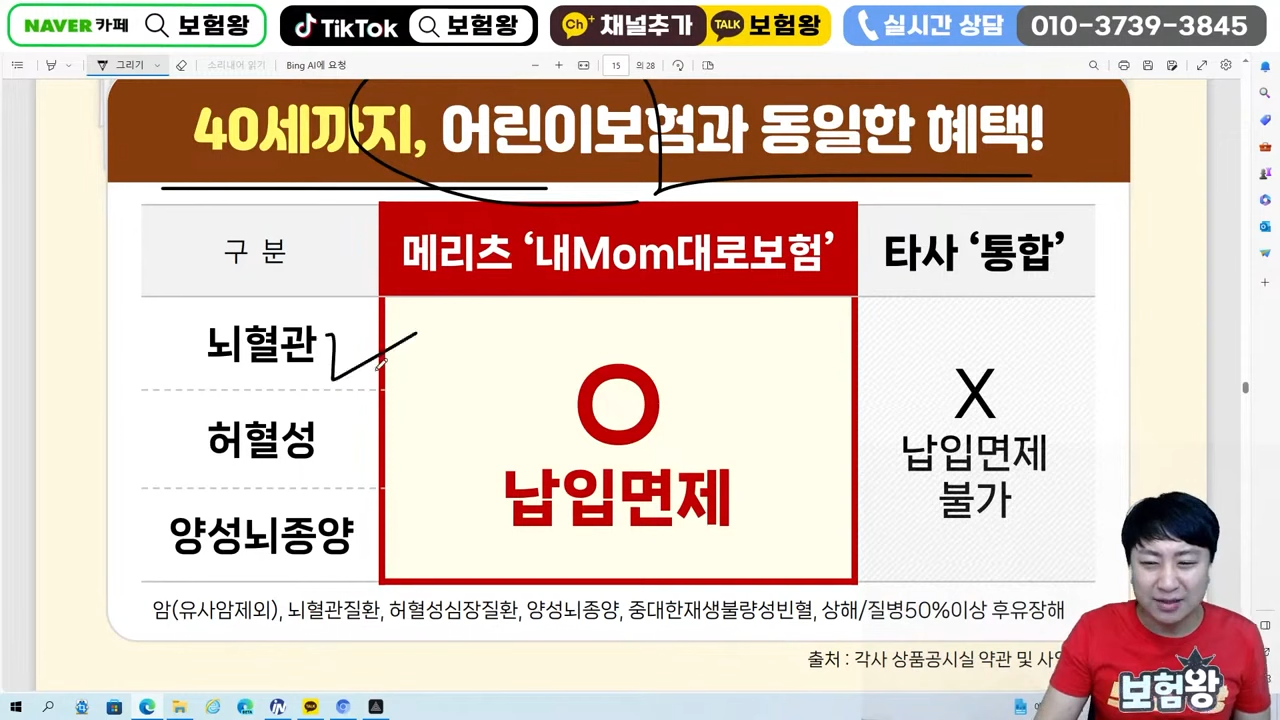 NAVER 카페 보험왕
TikTok 보험왕
Ch+ 채널추가 TALK 보험왕
실시간 상담 010-3739-3845
그리기 소리내어 읽기 Bing AI에 요청
15 의 28
40세까지, 어린이보험과 동일한 혜택!
구 분 메리츠 ‘내Mom대로보험’ 타사 ‘통합’
뇌혈관
허혈성
양성뇌종양
O
납입면제
X
납입면제
불가
암(유사암제외), 뇌혈관질환, 허혈성심장질환, 양성뇌종양, 중대한재생불량성빈혈, 상해/질병50%이상 후유장해
출처 : 각사 상품공시실 약관 및
보험왕